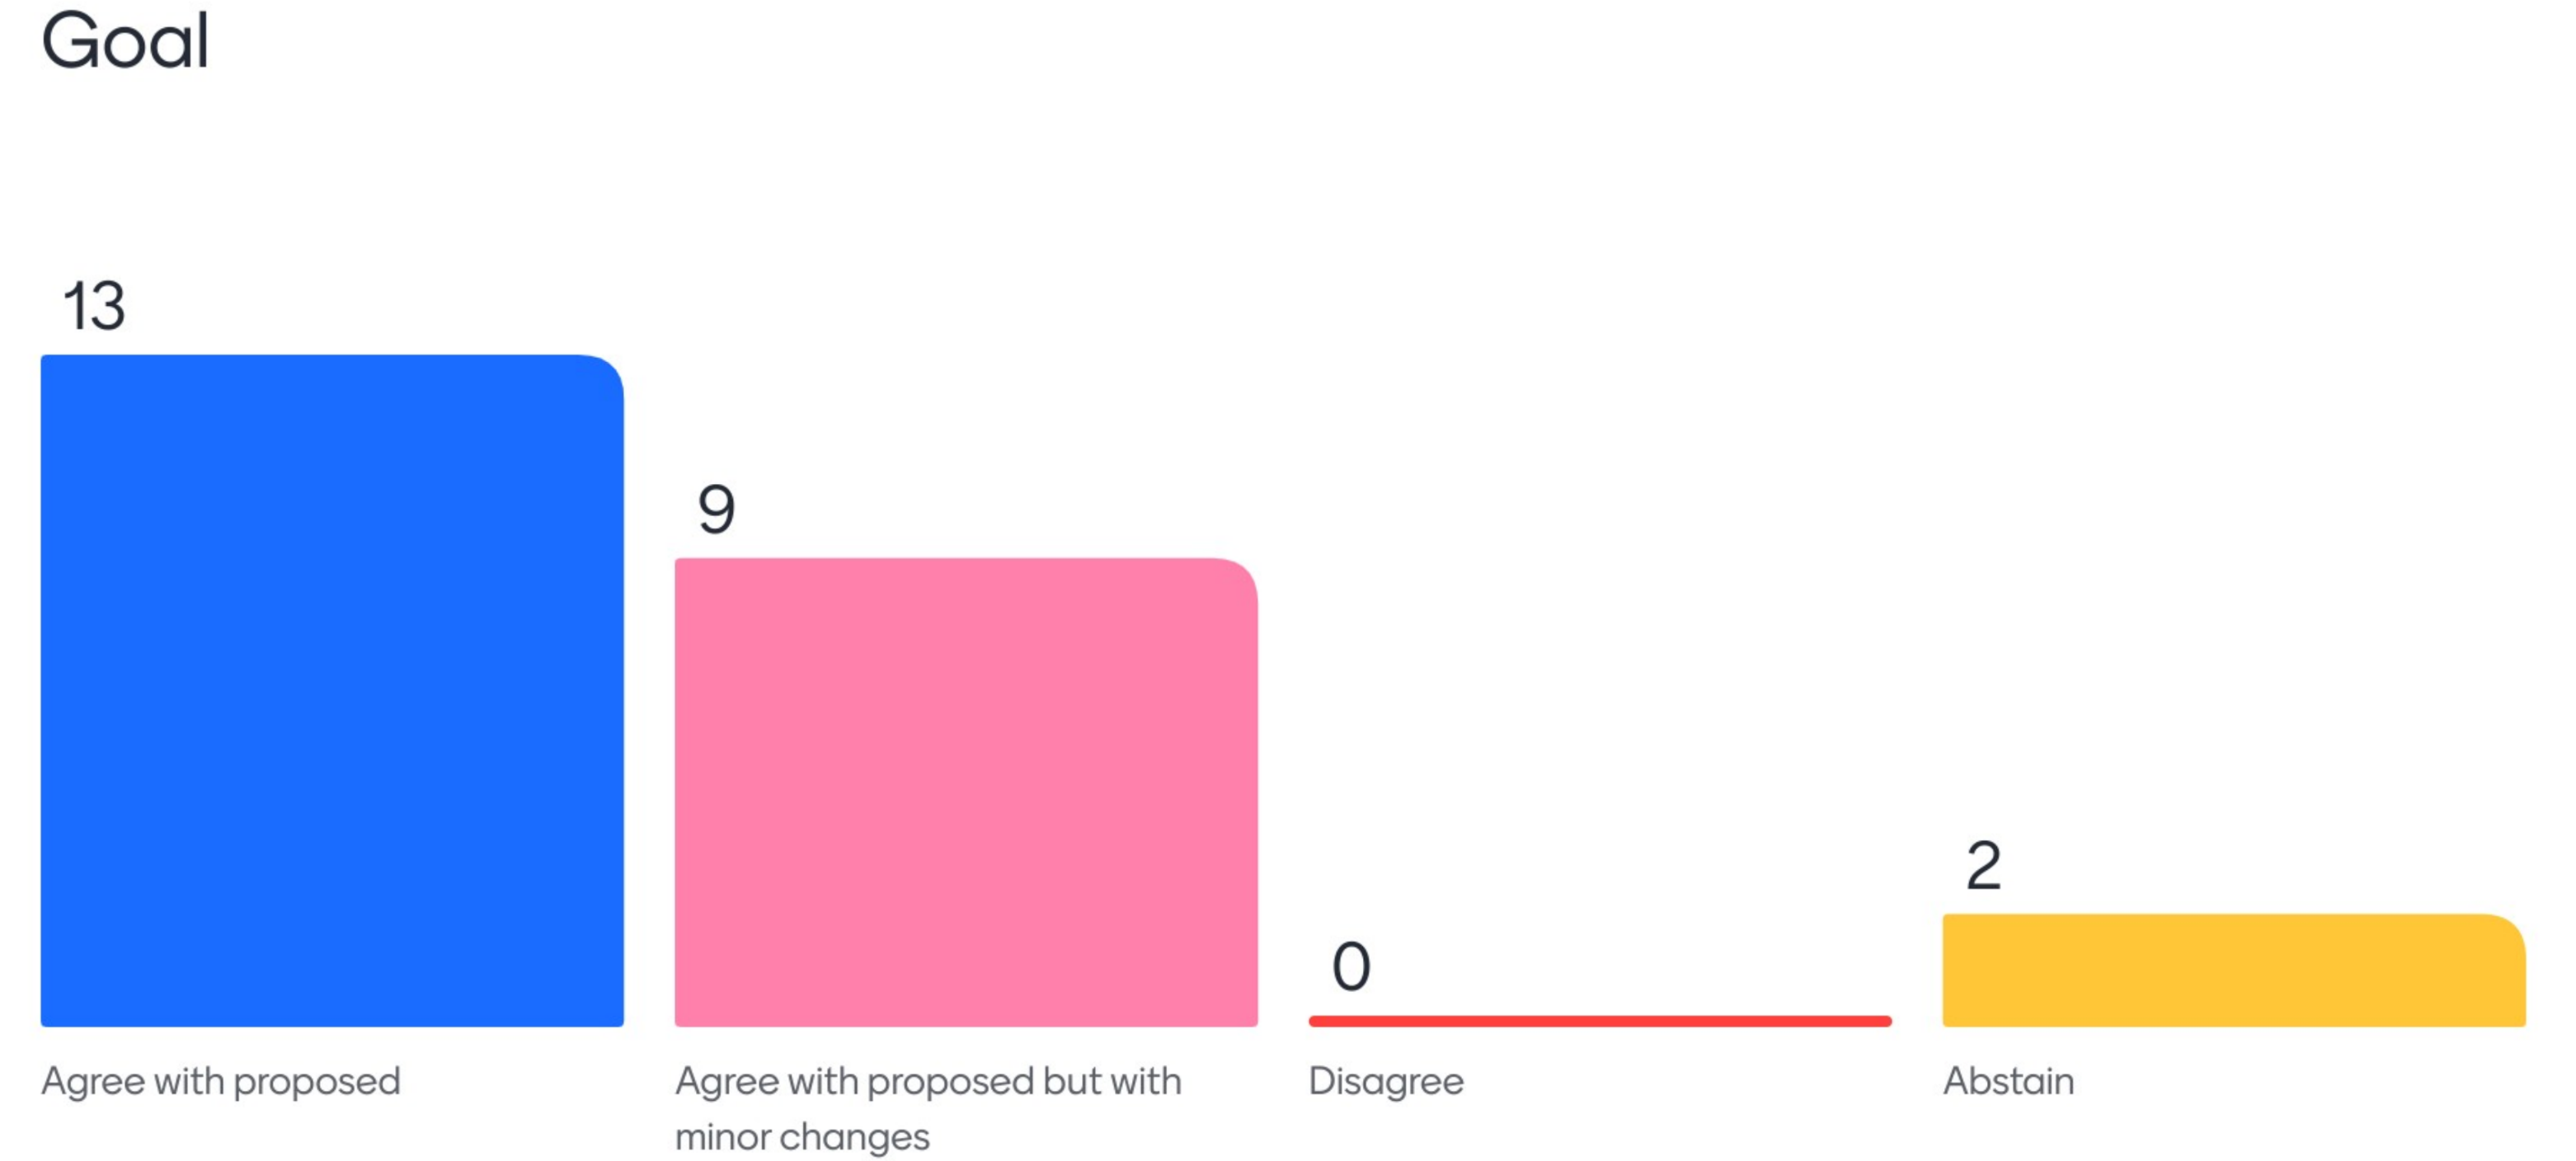 Goal
13
9
0
2
Agree with proposed
Agree with proposed but with
minor changes
Disagree
Abstain